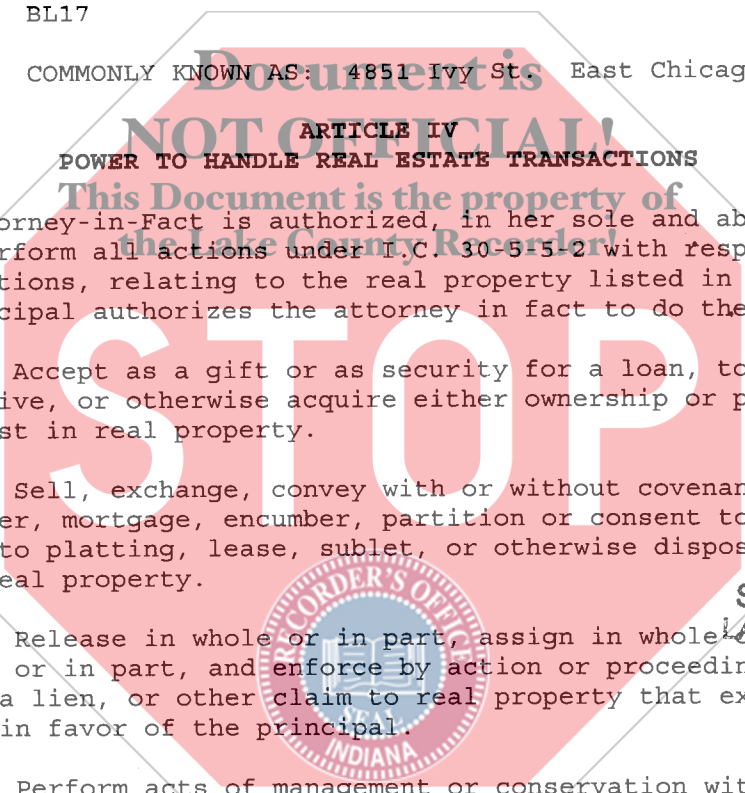 BL17
COMMONLY KNOWN AS: 4851 Ivy St. East Chicag
Document is
NOT OFFICIAL!
ARTICLE IV
POWER TO HANDLE REAL ESTATE TRANSACTIONS
This Document is the property of
the Lake County Recorder!
orney-in-Fact is authorized, in her sole and ab
rform all actions under I.C. 30-5-5-2 with resp
tions, relating to the real property listed in
cipal authorizes the attorney in fact to do the
STOP
Accept as a gift or as security for a loan, to
ive, or otherwise acquire either ownership or p
st in real property.
Sell, exchange, convey with or without covenan
er, mortgage, encumber, partition or consent to
to platting, lease, sublet, or otherwise dispos
eal property.
Release in whole or in part, assign in whole
or in part, and enforce by action or proceedin
a lien, or other claim to real property that ex
in favor of the principal.
RECORDER'S OFFICE
SEAL
INDIANA
Perform acts of management or conservation wit